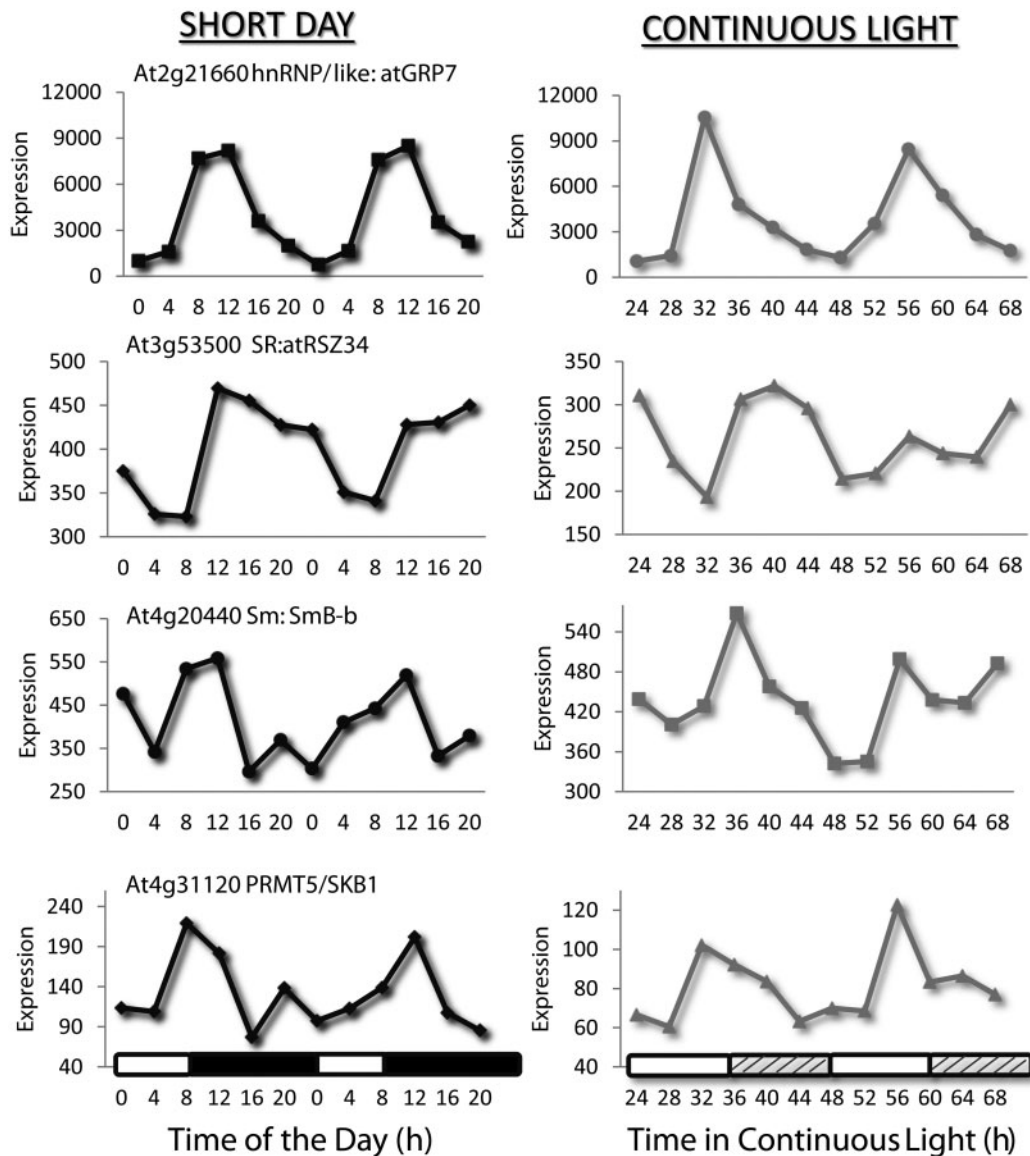 SHORT DAY
CONTINUOUS LIGHT
At2g21660 hnRNP/like: atGRP7
Expression
12000
9000
6000
3000
0
0 4 8 12 16 20 0 4 8 12 16 20
Expression
12000
9000
6000
3000
0
24 28 32 36 40 44 48 52 56 60 64 68
At3g53500 SR:atRSZ34
Expression
500
450
400
350
300
0 4 8 12 16 20 0 4 8 12 16 20
Expression
350
300
250
200
150
24 28 32 36 40 44 48 52 56 60 64 68
At4g20440 Sm: SmB-b
Expression
650
550
450
350
250
0 4 8 12 16 20 0 4 8 12 16 20
Expression
540
480
420
360
300
24 28 32 36 40 44 48 52 56 60 64 68
At4g31120 PRMT5/SKB1
Expression
240
190
140
90
40
0 4 8 12 16 20 0 4 8 12 16 20
Time of the Day (h)
Expression
120
100
80
60
40
24 28 32 36 40 44 48 52 56 60 64 68
Time in Continuous Light (h)